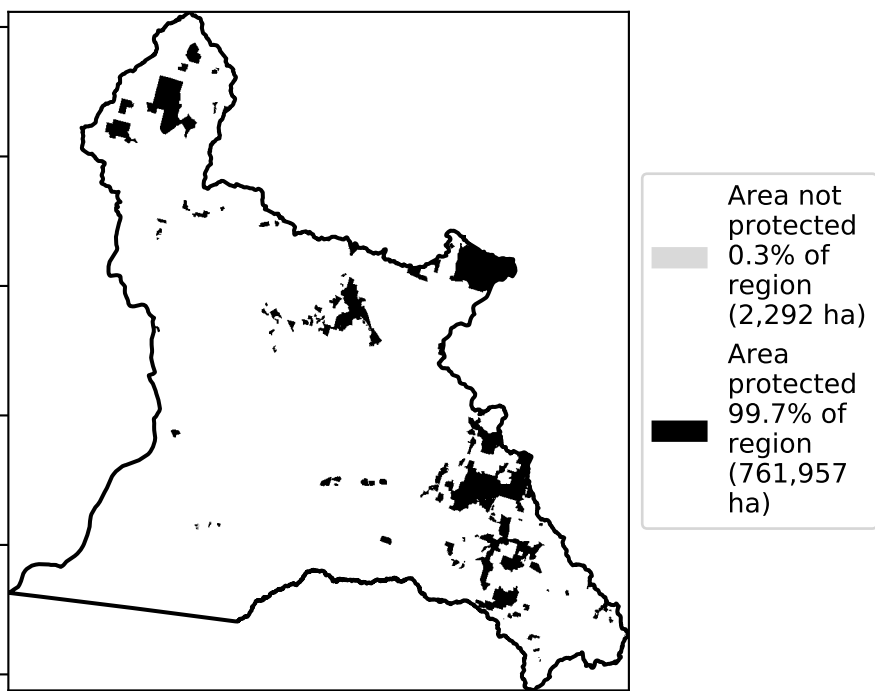 Area not
protected
0.3% of
region
(2,292 ha)
Area
protected
99.7% of
region
(761,957
ha)